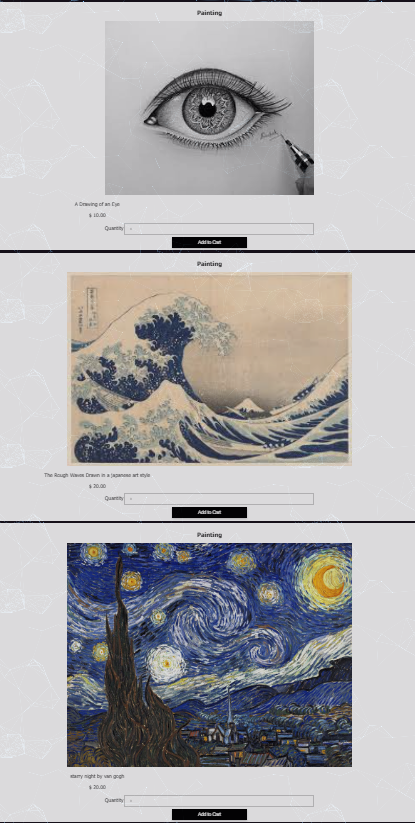 Painting
A Drawing of an Eye
$ 10.00
Quantity
Add to Cart
Painting
The Rough Waves Drawn in a japanese art style
$ 20.00
Quantity
Add to Cart
Painting
starry night by van gogh
$ 30.00
Quantity
Add to Cart